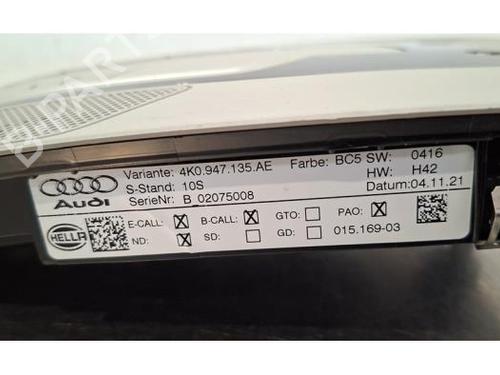 Variante: 4K0.947.135.AE Farbe: BC5 SW: 0416
S-Stand: 10S HW: H42
Audi SerieNr: B_02075008 Datum:04.11.21
E-CALL: B-CALL: GTO: PAO:
HELLA ND: SD: GD: 015.169-03
B-PARTS